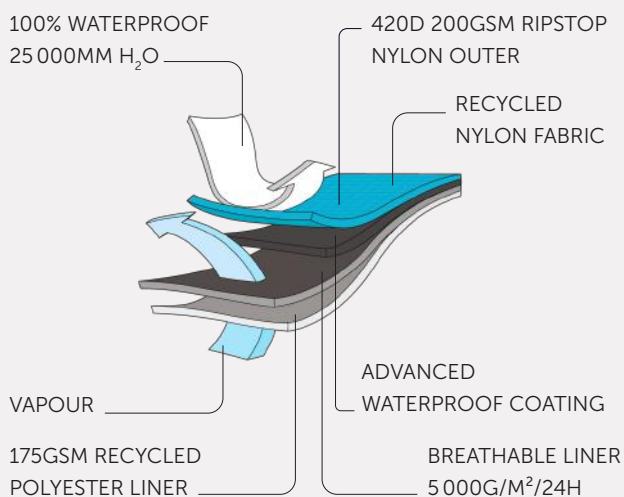 100% WATERPROOF
25 000MM H₂O
420D 200GSM RIPSTOP
NYLON OUTER
RECYCLED
NYLON FABRIC
VAPOUR
ADVANCED
WATERPROOF COATING
175GSM RECYCLED
POLYESTER LINER
BREATHABLE LINER
5 000G/M²/24H